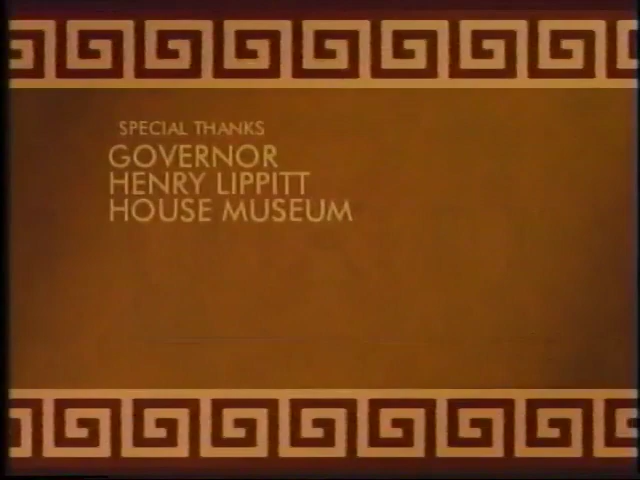 SPECIAL THANKS
GOVERNOR
HENRY LIPPITT
HOUSE MUSEUM